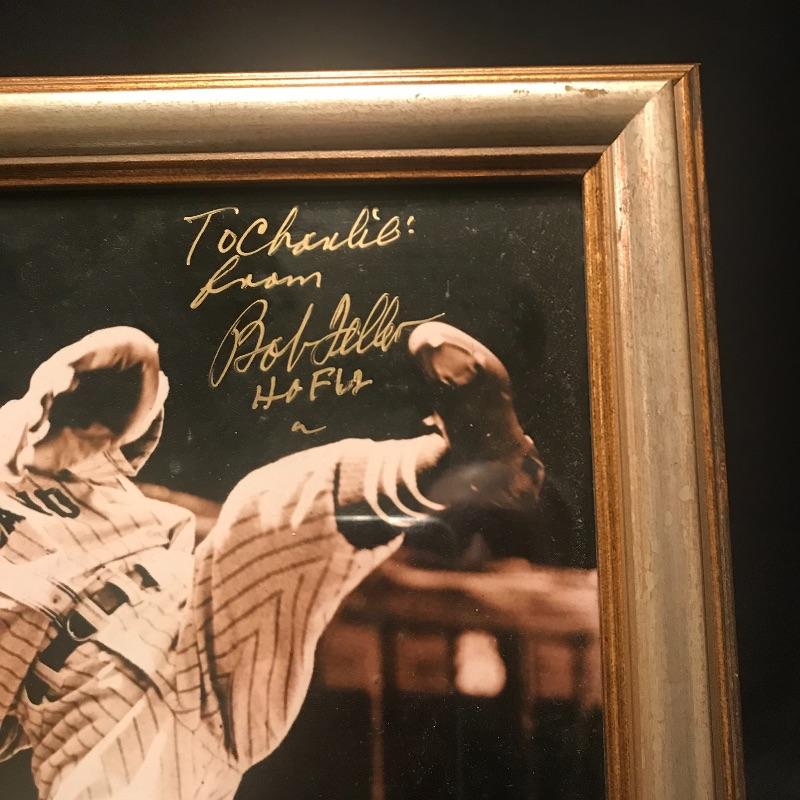 To Charlie:
from
Bob Feller
HoF 62